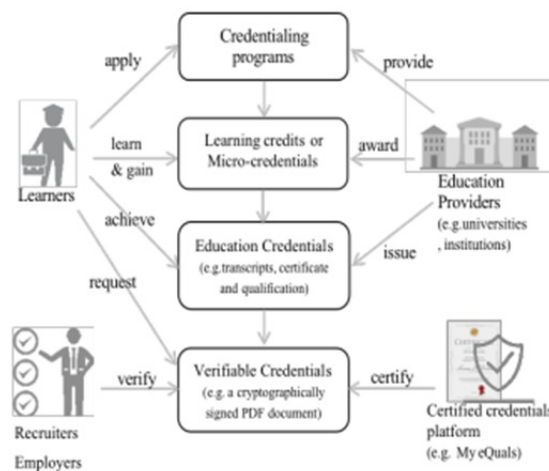 Credentialing
programs
apply
provide
learn
& gain
Learning credits or
Micro-credentials
award
Learners
Education
Providers
(e.g.universities
, institutions)
achieve
Education Credentials
(e.g.transcripts, certificate
and qualification)
issue
request
Verifiable Credentials
(e.g. a cryptographically
signed PDF document)
verify
certify
Recruiters
Employers
Certified credentials
platform
(e.g. My eQuals)